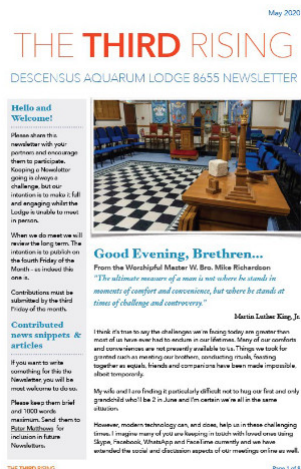 May 2020
THE THIRD RISING
DESCENSUS AQUARUM LODGE 8655 NEWSLETTER
Hello and
Welcome!
Please share this
newsletter with your
partners and encourage
them to participate.
Keeping a Newsletter
going is always a
challenge, but our
intention is to make it full
and engaging whilst the
Lodge is unable to meet
in person.
When we do meet we will
review the long term. The
intention is to publish on
the fourth Friday of the
Month - as indeed this
one is.
Contributions must be
submitted by the third
Friday of the month.
Contributed
news snippets &
articles
If you want to write
something for this the
Newsletter, you will be
most welcome to do so.
Please keep them brief
and 1000 words
maximum. Send them to
Peter Matthews for
inclusion in future
Newsletters.
Good Evening, Brethren...
From the Worshipful Master W. Bro. Mike Richardson
"The ultimate measure of a man is not where he stands in
moments of comfort and convenience, but where he stands at
times of challenge and controversy."
Martin Luther King, Jr.
I think it's true to say the challenges we're facing today are greater than
most of us have ever had to endure in our lifetimes. Many of our comforts
and conveniences are not presently available to us. Things we took for
granted such as meeting our brothers, conducting rituals, feasting
together as equals, friends and companions have been made impossible,
albeit temporarily.
My wife and I are finding it particularly difficult not to hug our first and only
grandchild who'll be 2 in June and I'm certain we're all in the same
situation.
However, modern technology can, and does, help us in these challenging
times. I imagine many of you are keeping in touch with loved ones using
Skype, Facebook, WhatsApp and FaceTime currently and we have
extended the social and discussion aspects of our meetings online as well.
THE THIRD RISING